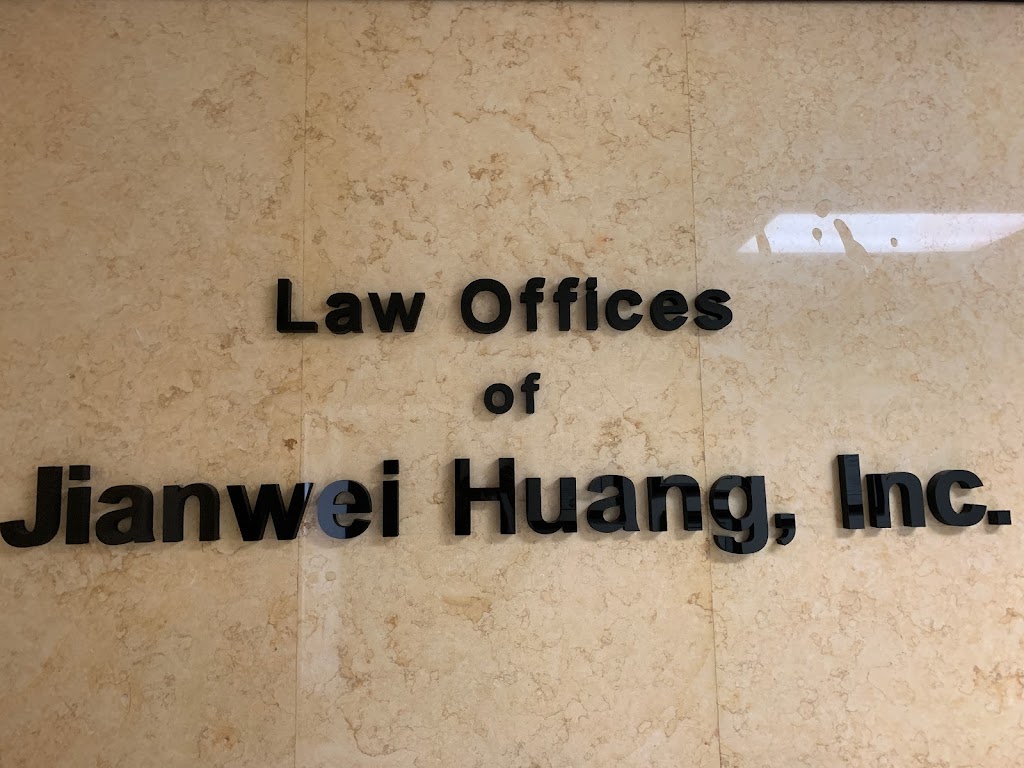 Law Offices
of
Jianwei Huang, Inc.